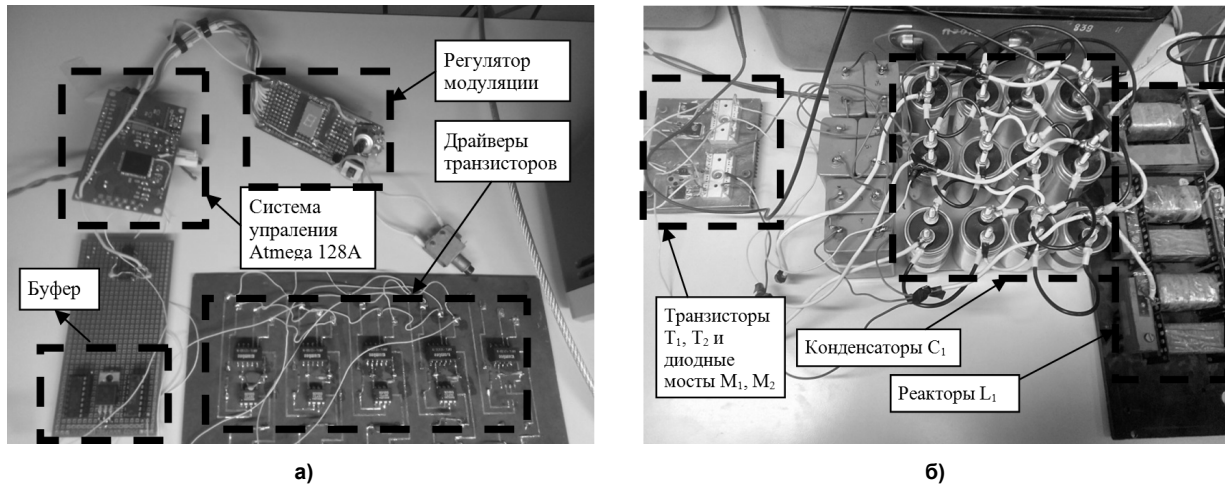 Регулятор
модуляции
Драйверы
транзисторов
Система
упраления
Atmega 128A
Буфер
а)
Транзисторы
T₁, T₂ и
диодные
мосты M₁, M₂
Конденсаторы C₁
Реакторы L₁
б)